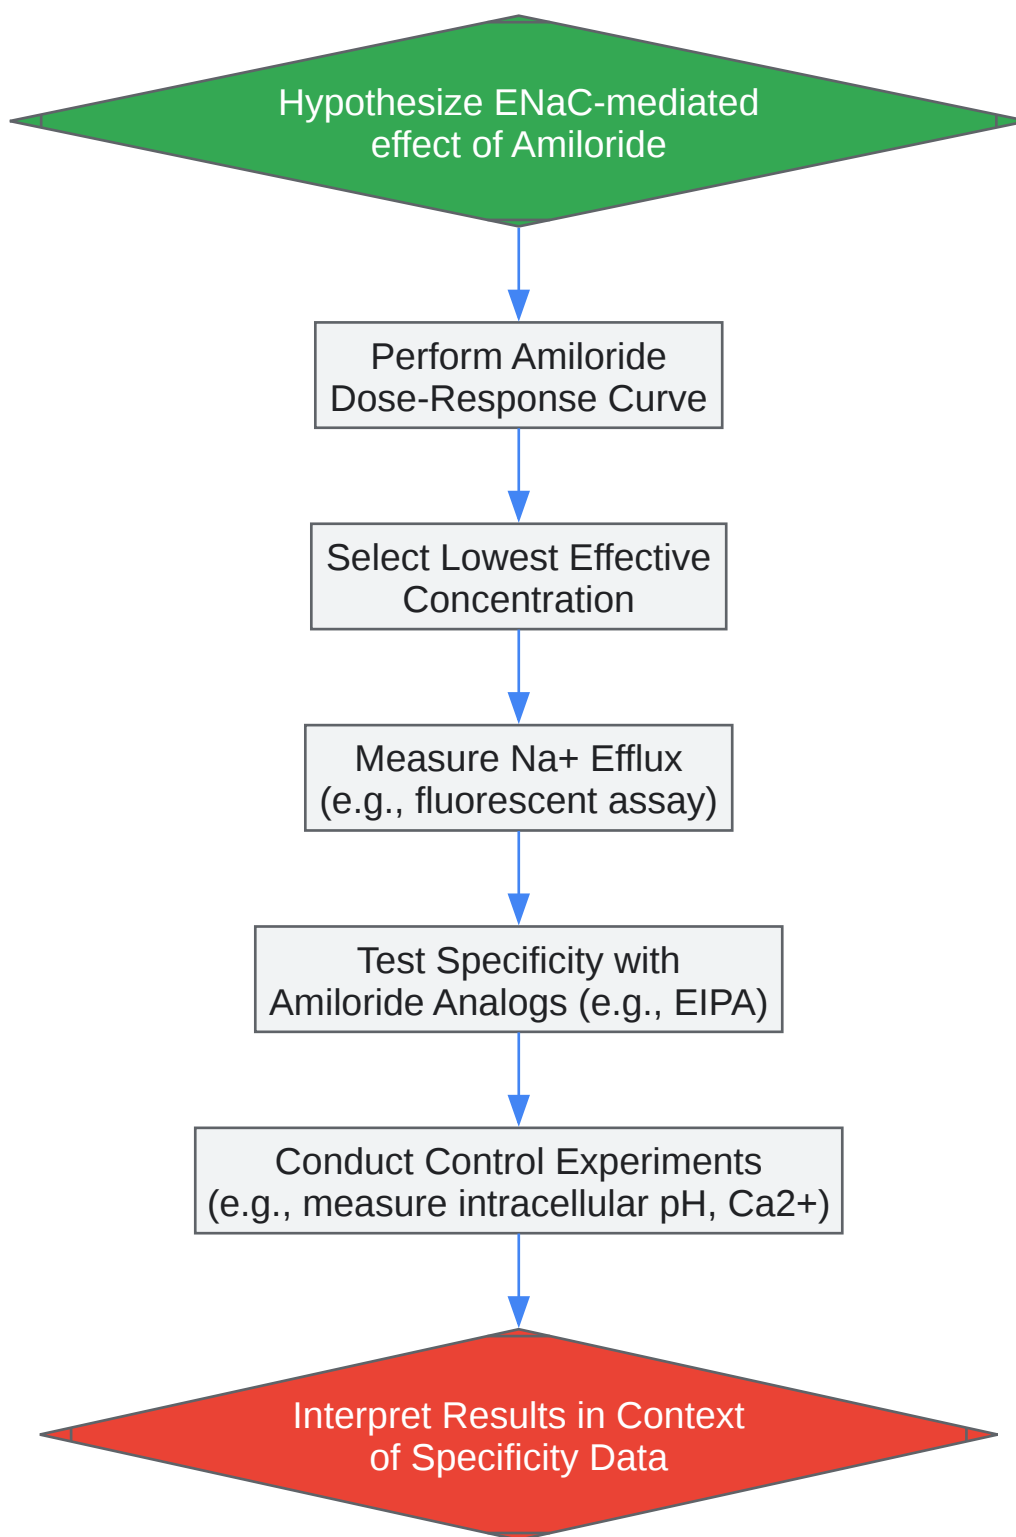 Hypothesize ENaC-mediated
effect of Amiloride
Perform Amiloride
Dose-Response Curve
Select Lowest Effective
Concentration
Measure Na+ Efflux
(e.g., fluorescent assay)
Test Specificity with
Amiloride Analogs (e.g., EIPA)
Conduct Control Experiments
(e.g., measure intracellular pH, Ca2+)
Interpret Results in Context
of Specificity Data